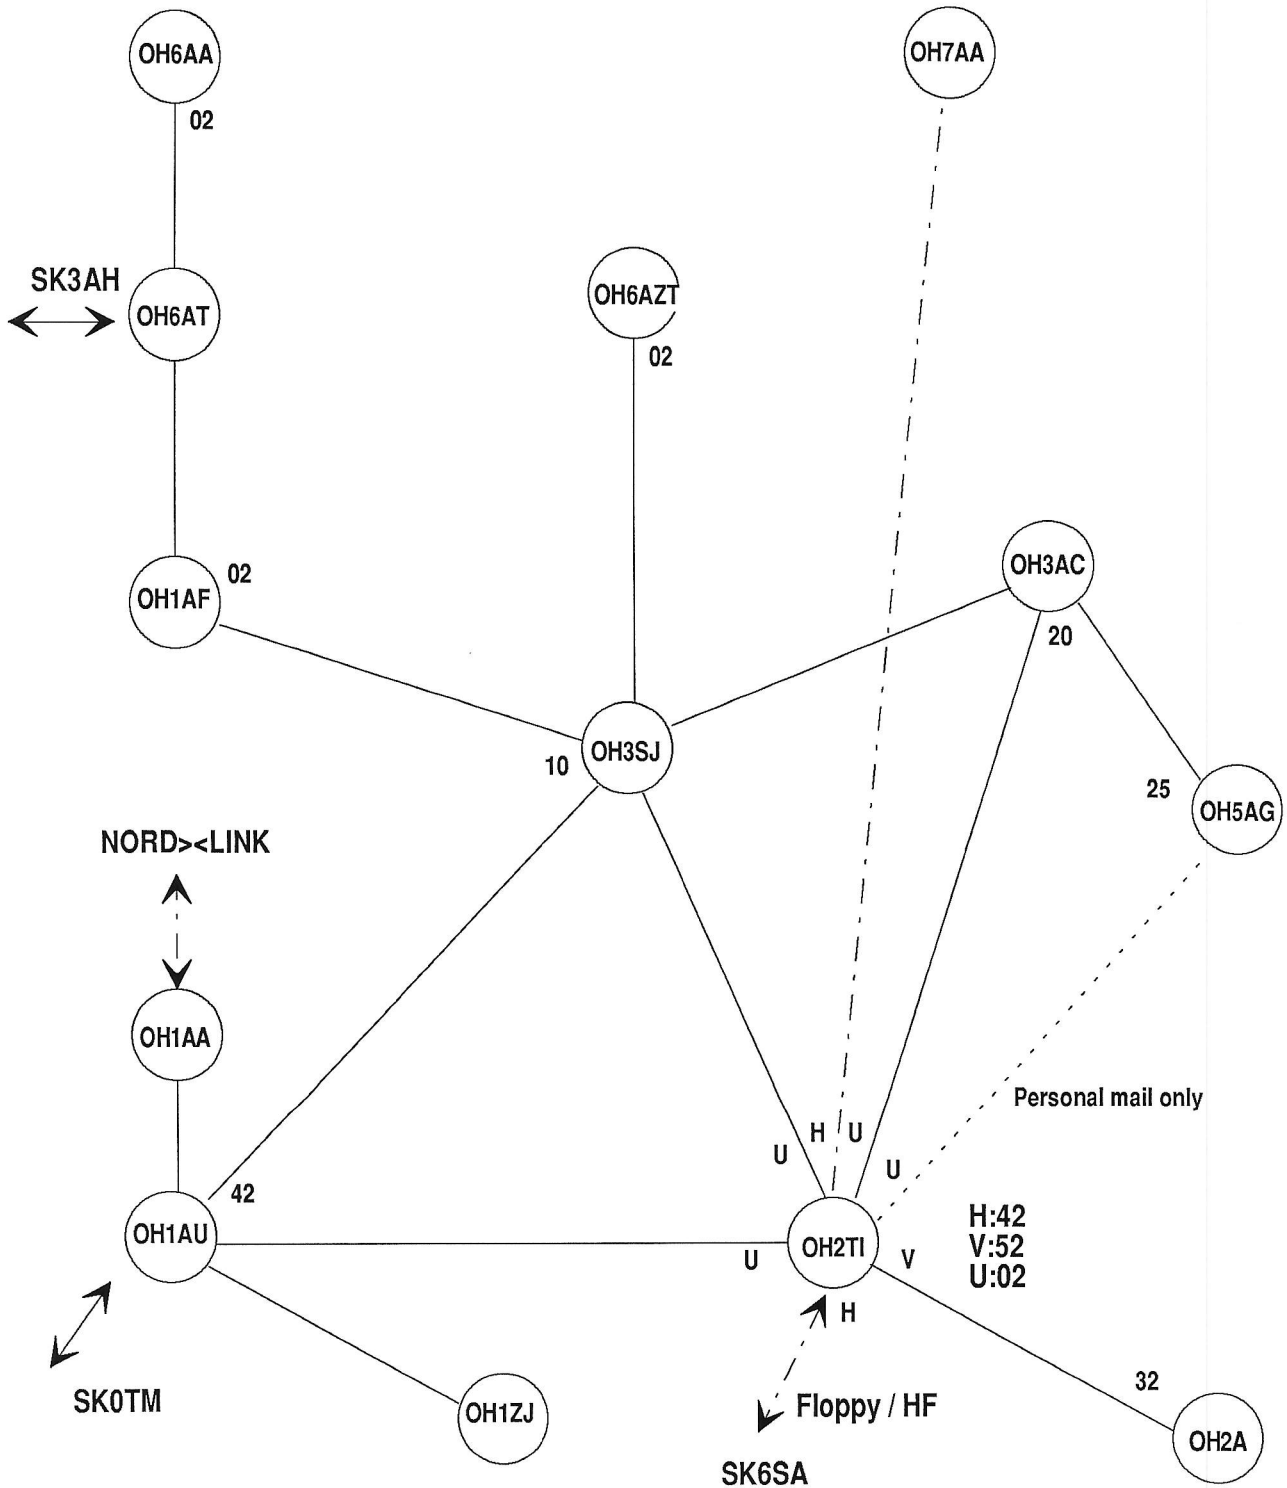 OH6AA
OH7AA
02
SK3AH
OH6AT
OH6AZT
02
OH3AC
02
OH1AF
20
OH3SJ
10
25
OH5AG
NORD><LINK
OH1AA
Personal mail only
H
U
U
U
42
OH1AU
OH2TI
U
V
H:42
V:52
U:02
H
SK0TM
OH1ZJ
Floppy / HF
32
OH2A
SK6SA